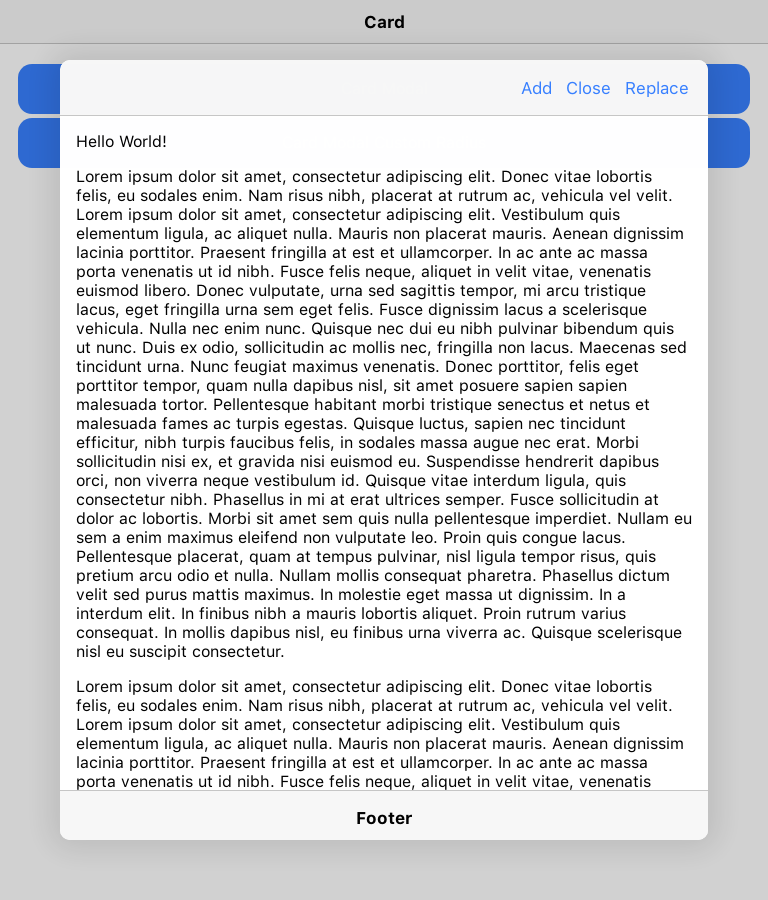 Card
Add Close Replace
Hello World!
Lorem ipsum dolor sit amet, consectetur adipiscing elit. Donec vitae lobortis
felis, eu sodales enim. Nam risus nibh, placerat at rutrum ac, vehicula vel velit.
Lorem ipsum dolor sit amet, consectetur adipiscing elit. Vestibulum quis
elementum ligula, ac aliquet nulla. Mauris non placerat mauris. Aenean dignissim
lacinia porttitor. Praesent fringilla at est et ullamcorper. In ac ante ac massa
porta venenatis ut id nibh. Fusce felis neque, aliquet in velit vitae, venenatis
euismod libero. Donec vulputate, urna sed sagittis tempor, mi arcu tristique
lacus, eget fringilla urna sem eget felis. Fusce dignissim lacus a scelerisque
vehicula. Nulla nec enim nunc. Quisque nec dui eu nibh pulvinar bibendum quis
ut nunc. Duis ex odio, sollicitudin ac mollis nec, fringilla non lacus. Maecenas sed
tincidunt urna. Nunc feugiat maximus venenatis. Donec porttitor, felis eget
porttitor tempor, quam nulla dapibus nisl, sit amet posuere sapien sapien
malesuada tortor. Pellentesque habitant morbi tristique senectus et netus et
malesuada fames ac turpis egestas. Quisque luctus, sapien nec tincidunt
efficitur, nibh turpis faucibus felis, in sodales massa augue nec erat. Morbi
sollicitudin nisi ex, et gravida nisi euismod eu. Suspendisse hendrerit dapibus
orci, non viverra neque vestibulum id. Quisque vitae interdum ligula, quis
consectetur nibh. Phasellus in mi at erat ultrices semper. Fusce sollicitudin at
dolor ac lobortis. Morbi sit amet sem quis nulla pellentesque imperdiet. Nullam eu
sem a enim maximus eleifend non vulputate leo. Proin quis congue lacus.
Pellentesque placerat, quam at tempus pulvinar, nisl ligula tempor risus, quis
pretium arcu odio et nulla. Nullam mollis consequat pharetra. Phasellus dictum
velit sed purus mattis maximus. In molestie eget massa ut dignissim. In a
interdum elit. In finibus nibh a mauris lobortis aliquet. Proin rutrum varius
consequat. In mollis dapibus nisl, eu finibus urna viverra ac. Quisque scelerisque
nisl eu suscipit consectetur.
Lorem ipsum dolor sit amet, consectetur adipiscing elit. Donec vitae lobortis
felis, eu sodales enim. Nam risus nibh, placerat at rutrum ac, vehicula vel velit.
Lorem ipsum dolor sit amet, consectetur adipiscing elit. Vestibulum quis
elementum ligula, ac aliquet nulla. Mauris non placerat mauris. Aenean dignissim
lacinia porttitor. Praesent fringilla at est et ullamcorper. In ac ante ac massa
porta venenatis ut id nibh. Fusce felis neque, aliquet in velit vitae, venenatis
Footer